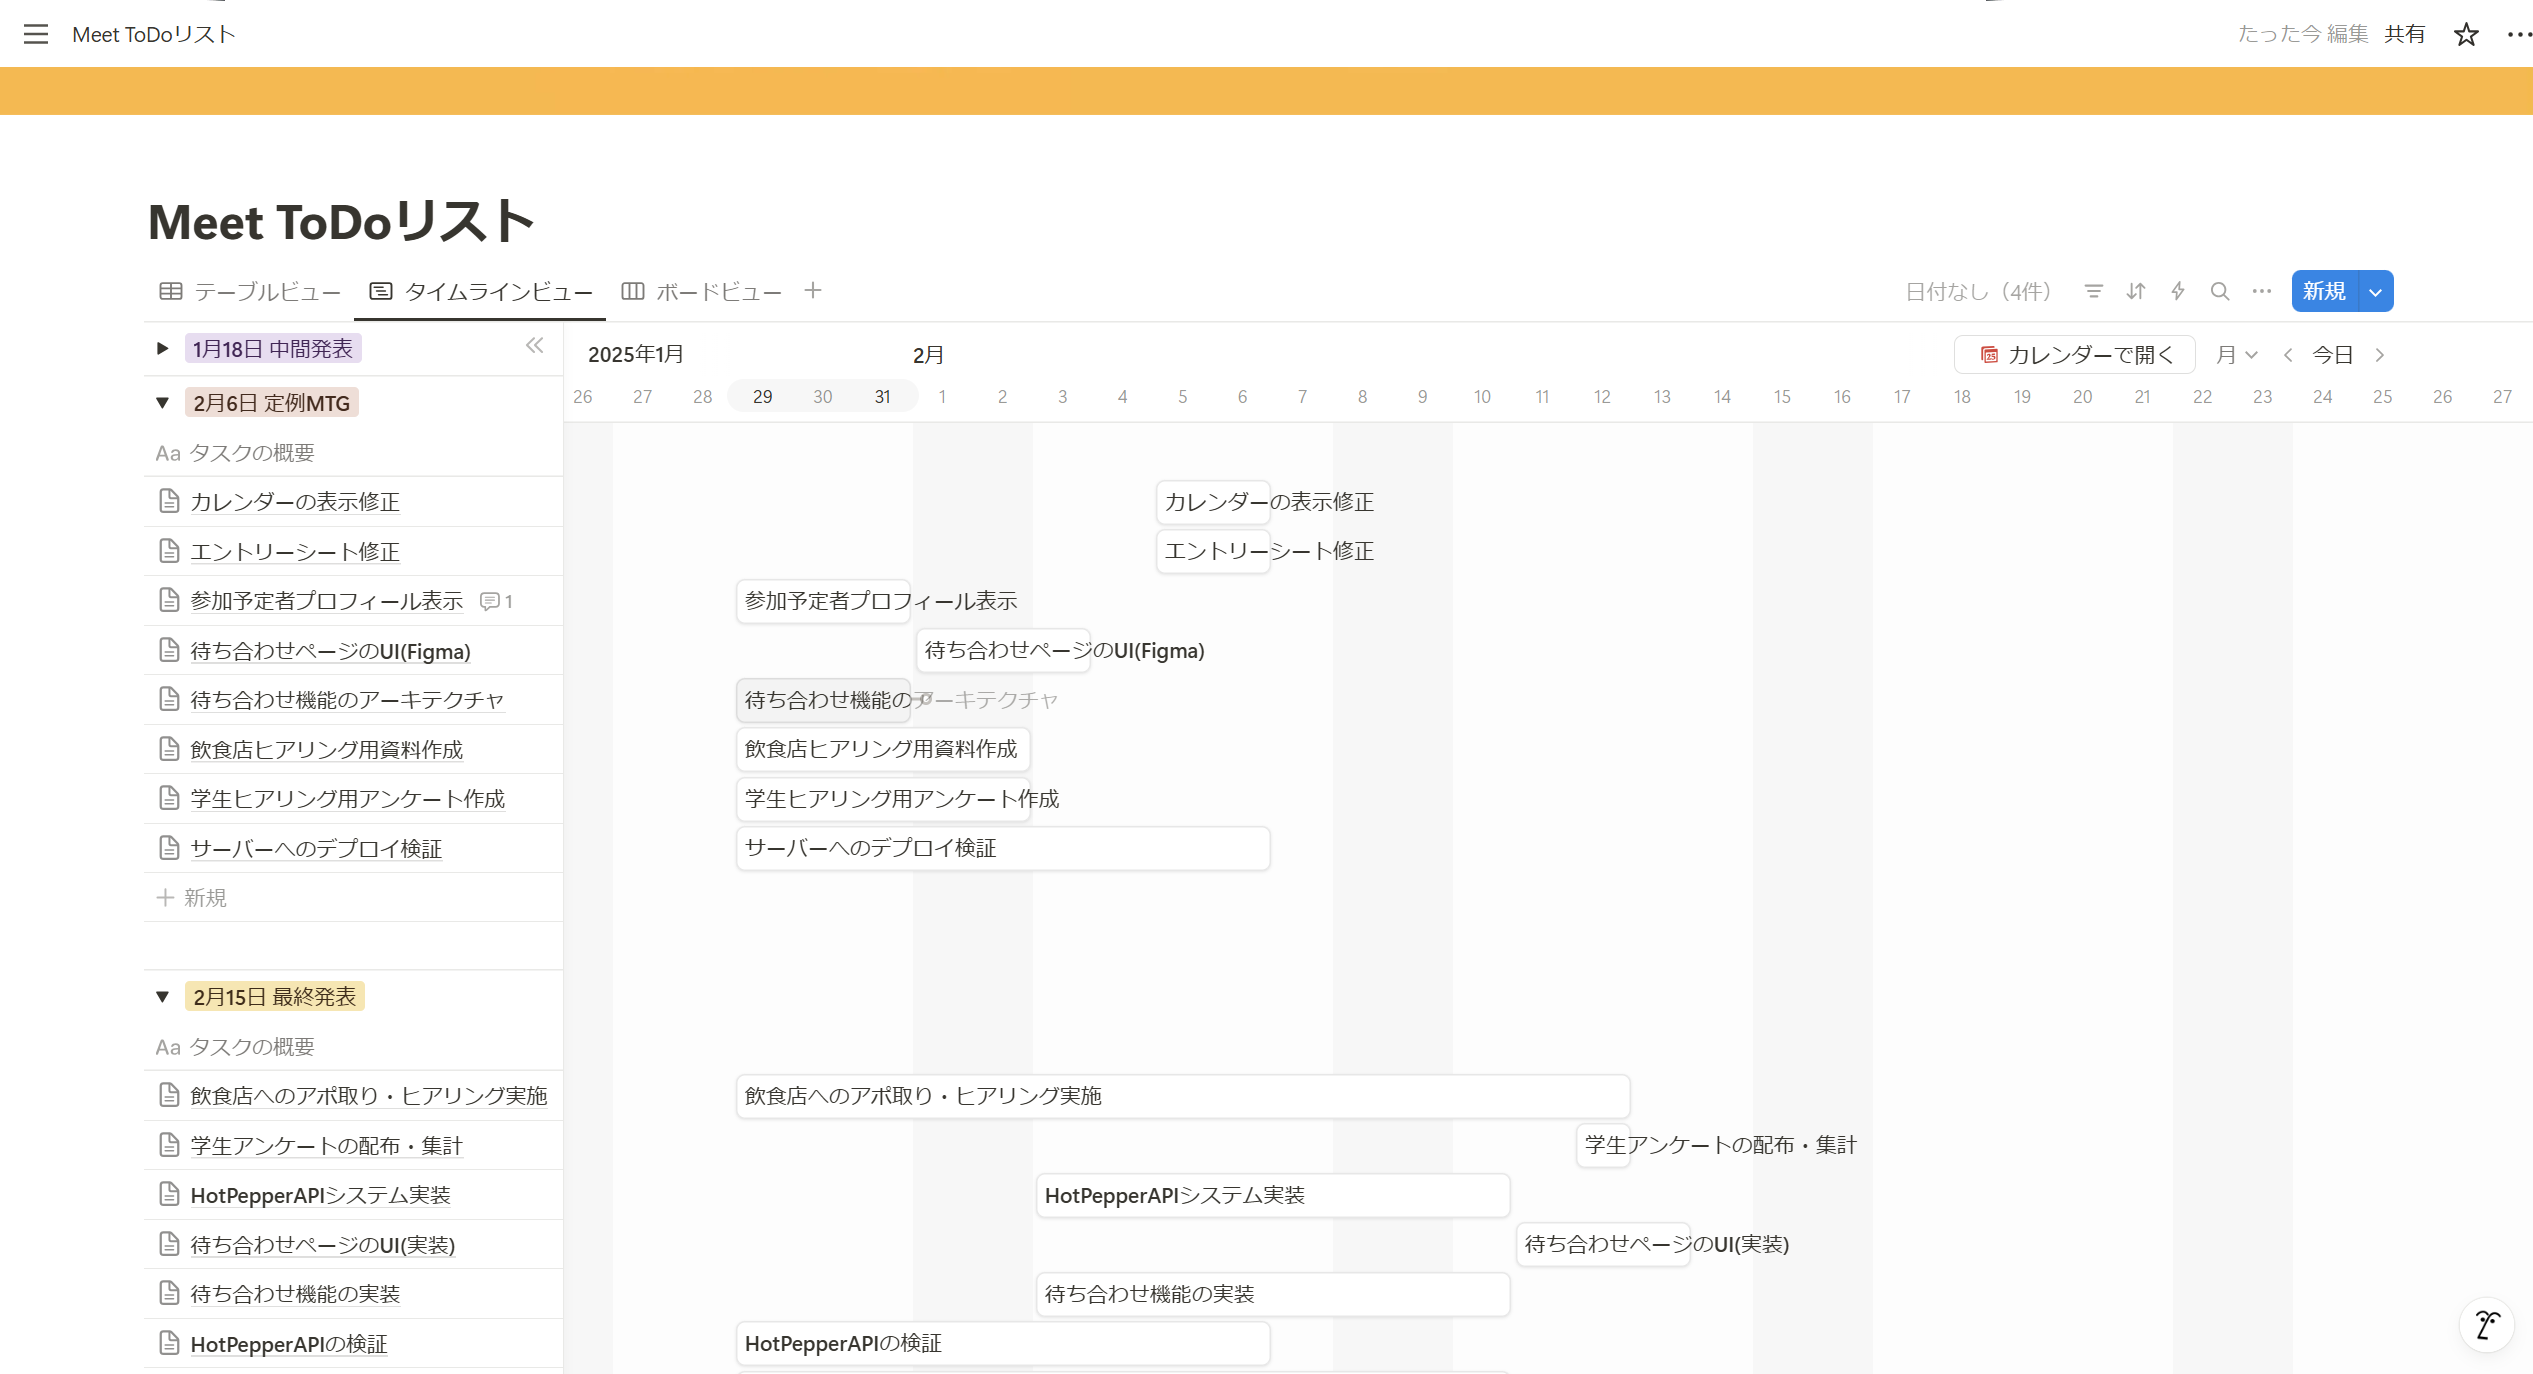 Meet ToDoリスト
たった今 編集 共有
Meet ToDoリスト
テーブルビュー タイムラインビュー ボードビュー
日付なし（4件） 新規
1月18日 中間発表
2025年1月 2月
カレンダーで開く 月 今日
26 27 28 29 30 31 1 2 3 4 5 6 7 8 9 10 11 12 13 14 15 16 17 18 19 20 21 22 23 24 25 26 27
2月6日 定例MTG
Aa タスクの概要
カレンダーの表示修正 カレンダーの表示修正
エントリーシート修正 エントリーシート修正
参加予定者プロフィール表示 1 参加予定者プロフィール表示
待ち合わせページのUI(Figma) 待ち合わせページのUI(Figma)
待ち合わせ機能のアーキテクチャ 待ち合わせ機能のアーキテクチャ
飲食店ヒアリング用資料作成 飲食店ヒアリング用資料作成
学生ヒアリング用アンケート作成 学生ヒアリング用アンケート作成
サーバーへのデプロイ検証 サーバーへのデプロイ検証
新規
2月15日 最終発表
Aa タスクの概要
飲食店へのアポ取り・ヒアリング実施 飲食店へのアポ取り・ヒアリング実施
学生アンケートの配布・集計 学生アンケートの配布・集計
HotPepperAPIシステム実装 HotPepperAPIシステム実装
待ち合わせページのUI(実装) 待ち合わせページのUI(実装)
待ち合わせ機能の実装 待ち合わせ機能の実装
HotPepperAPIの検証 HotPepperAPIの検証